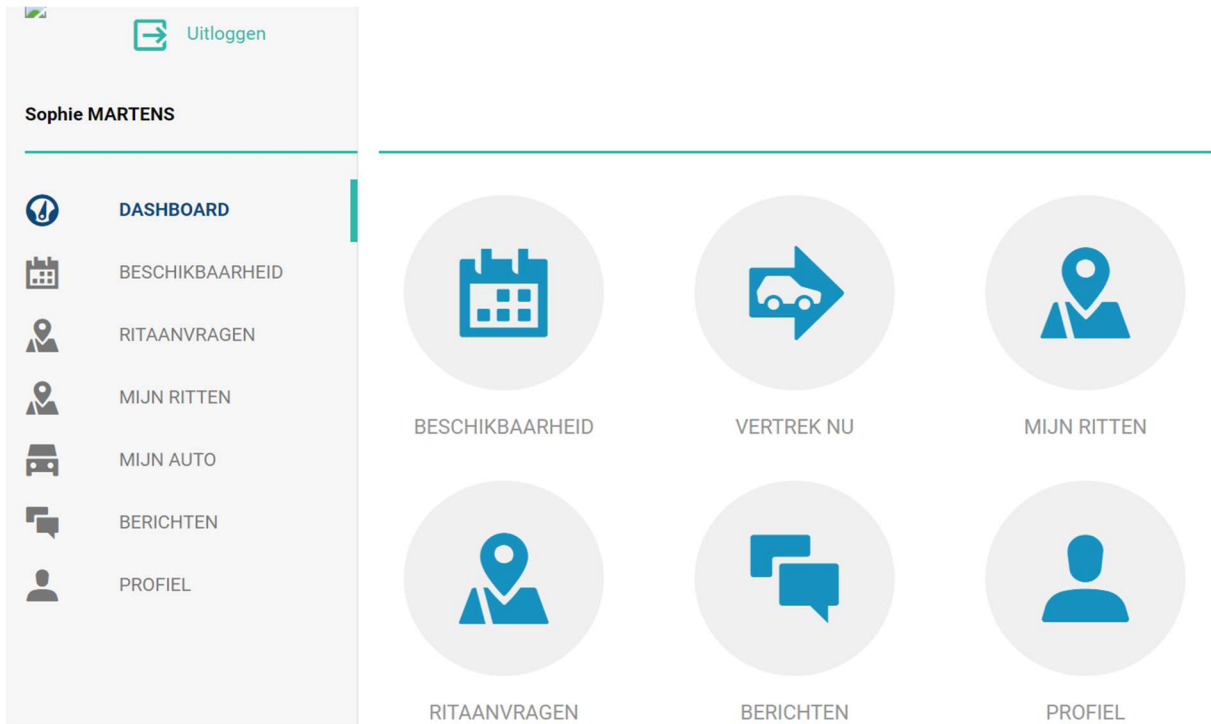 Uitloggen
Sophie MARTENS
DASHBOARD
BESCHIKBAARHEID
RITAANVRAGEN
MIJN RITTEN
MIJN AUTO
BERICHTEN
PROFIEL
BESCHIKBAARHEID
VERTREK NU
MIJN RITTEN
RITAANVRAGEN
BERICHTEN
PROFIEL